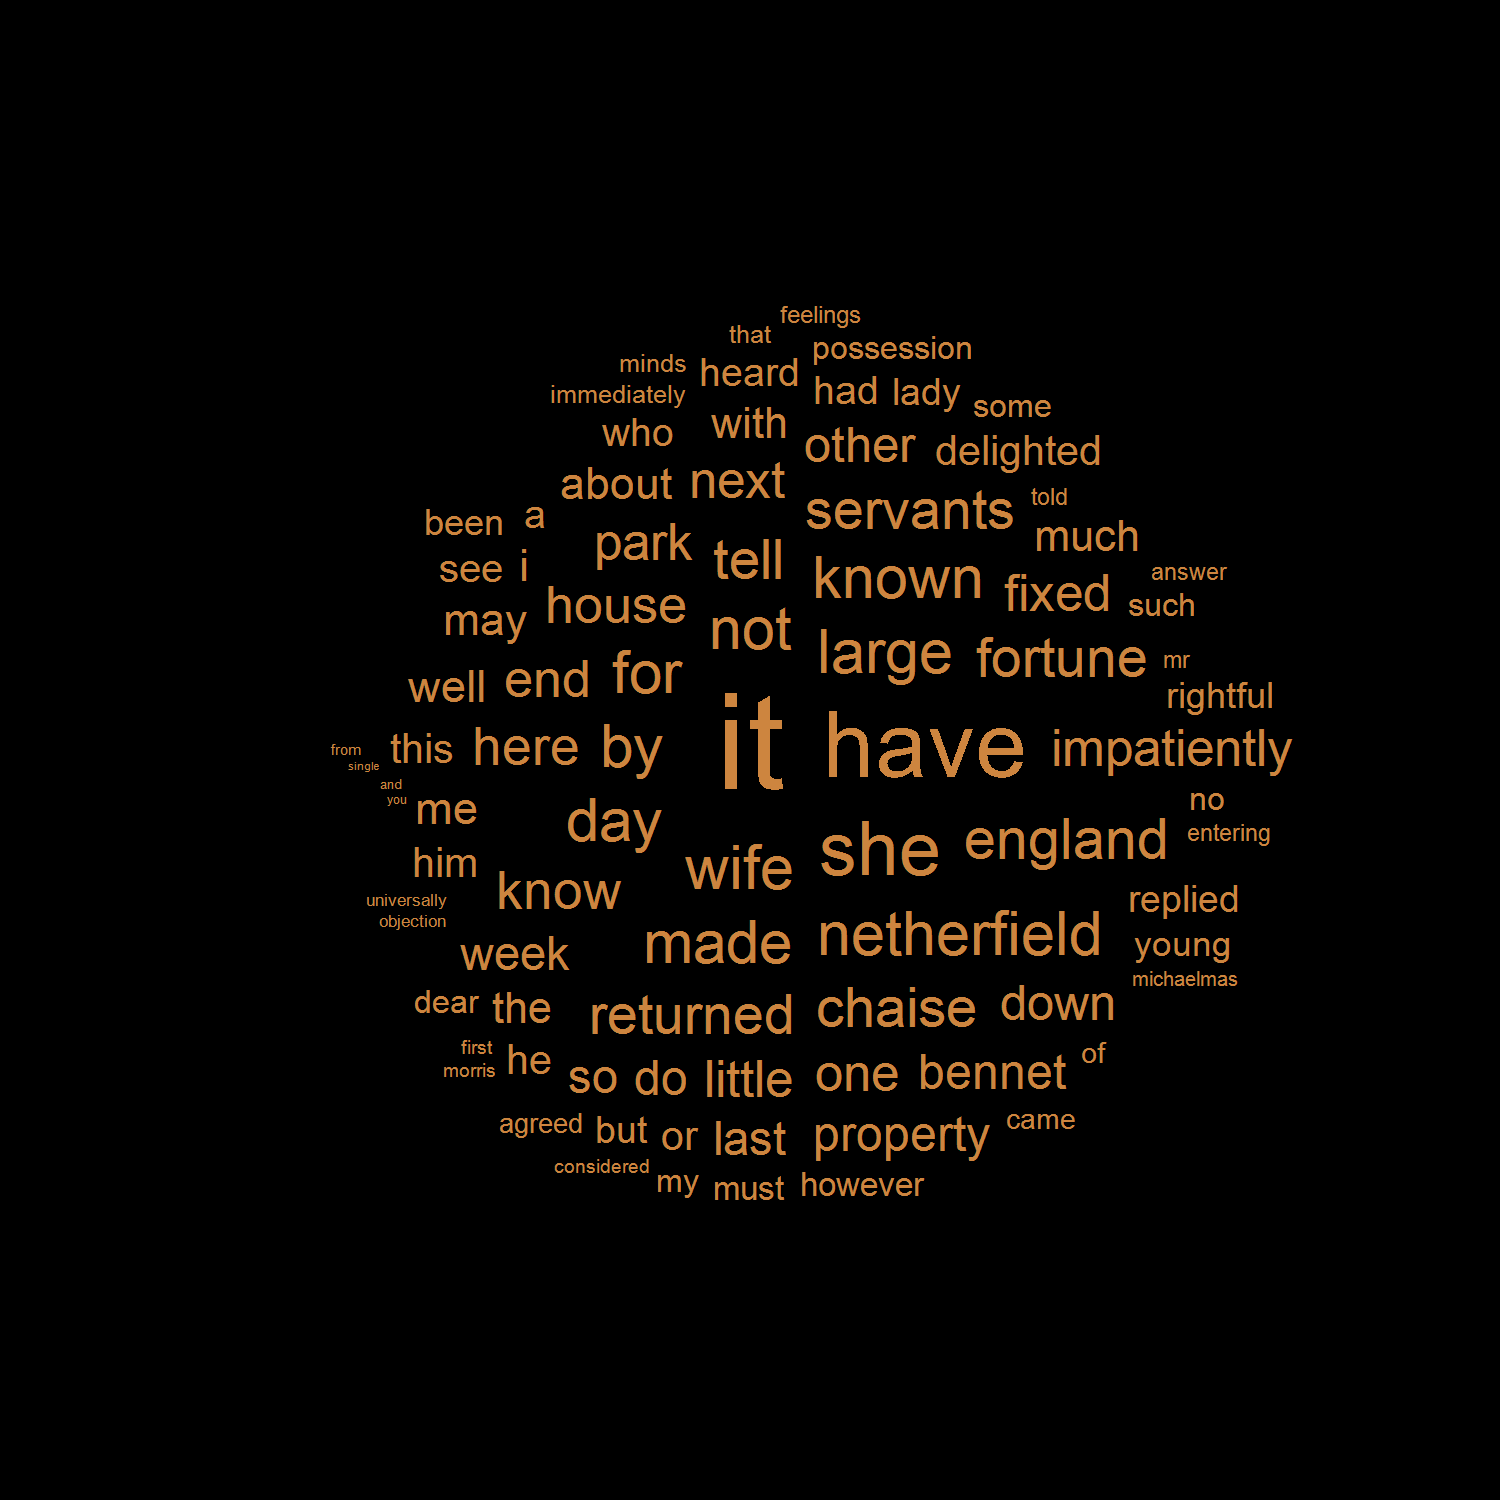 feelings
that
possession
minds heard
immediately
had lady some
who with
other delighted
about next
servants told
been a
park tell
much
see i
known fixed answer
such
may house not
large fortune mr
rightful
well end for
it have impatiently
from this here by
single
and
you me
day
no
entering
she england
him
know wife
universally
objection
replied
netherfield young
week made
michaelmas
dear the returned chaise down
first
morris he so do little one bennet of
agreed but or last property came
considered my must however